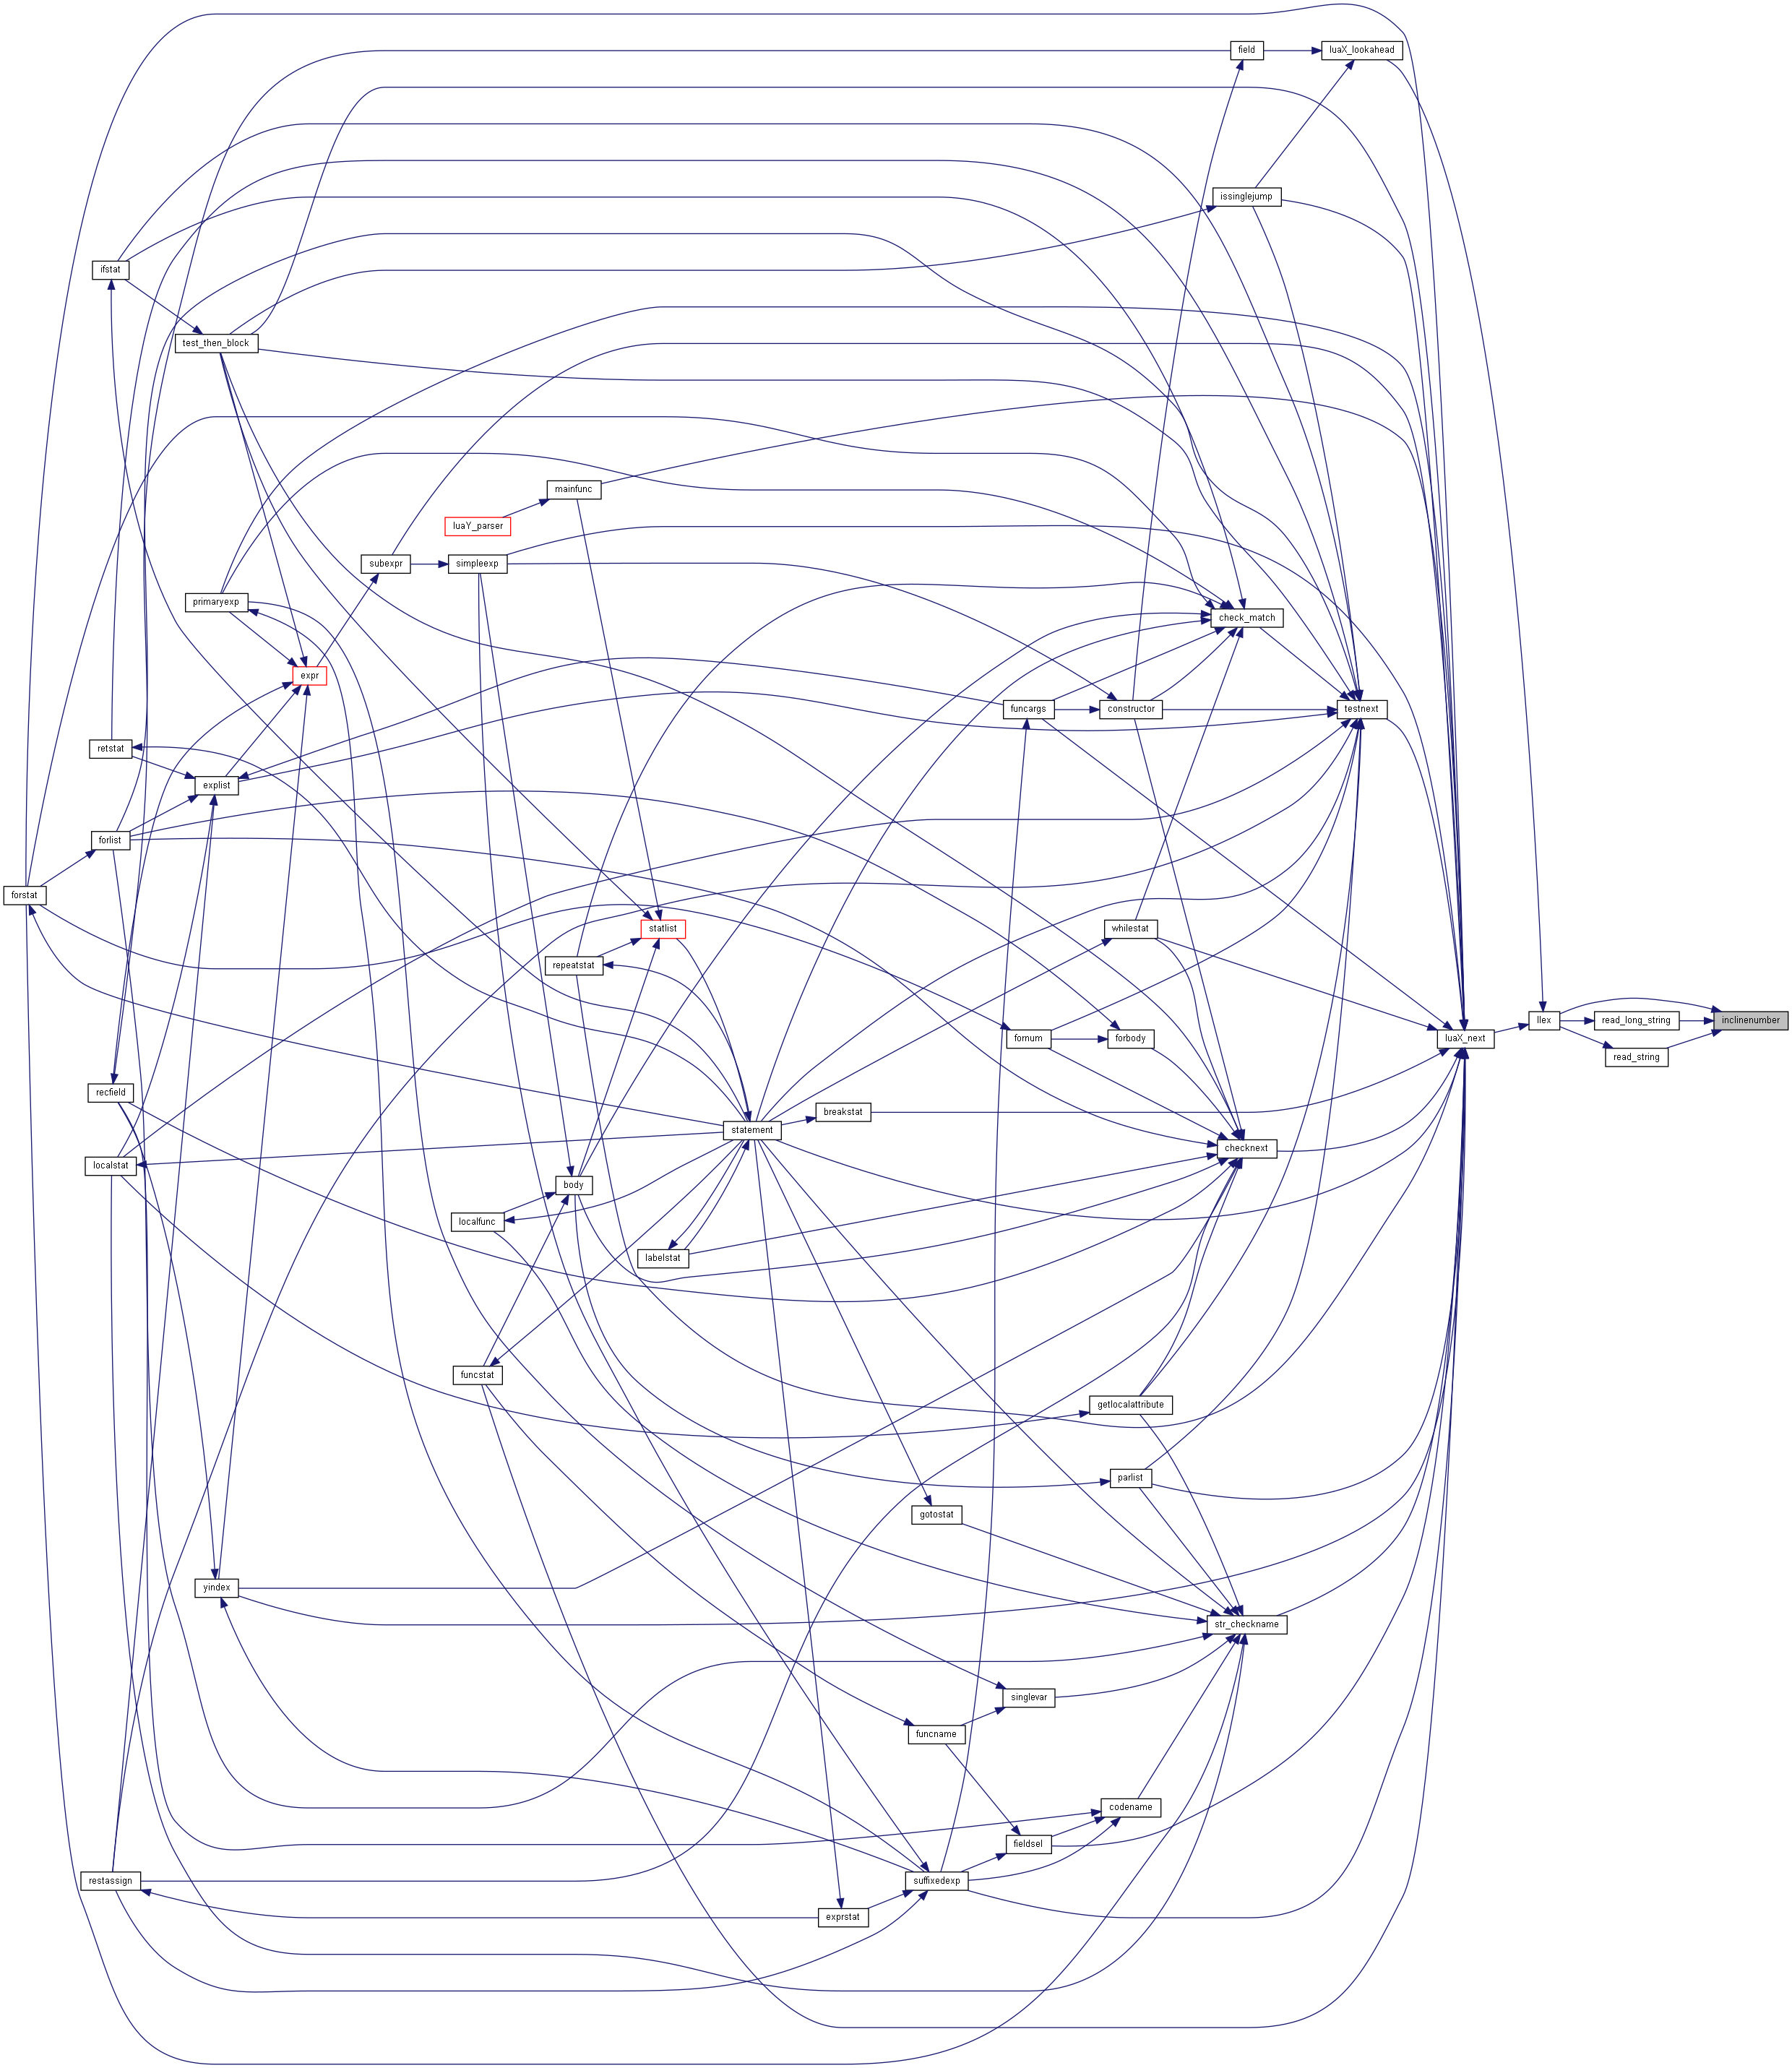 field
luaX_lookahead
issinglejump
ifstat
test_then_block
mainfunc
luaY_parser
subexpr
simpleexp
primaryexp
check_match
expr
funcargs
constructor
testnext
retstat
explist
forlist
forstat
statlist
whilestat
repeatstat
llex
read_long_string
inclinenumber
fornum
forbody
luaX_next
read_string
recfield
breakstat
statement
checknext
localstat
body
localfunc
labelstat
funcstat
getlocalattribute
parlist
gotostat
yindex
str_checkname
singlevar
funcname
codename
fieldsel
restassign
suffixedexp
exprstat